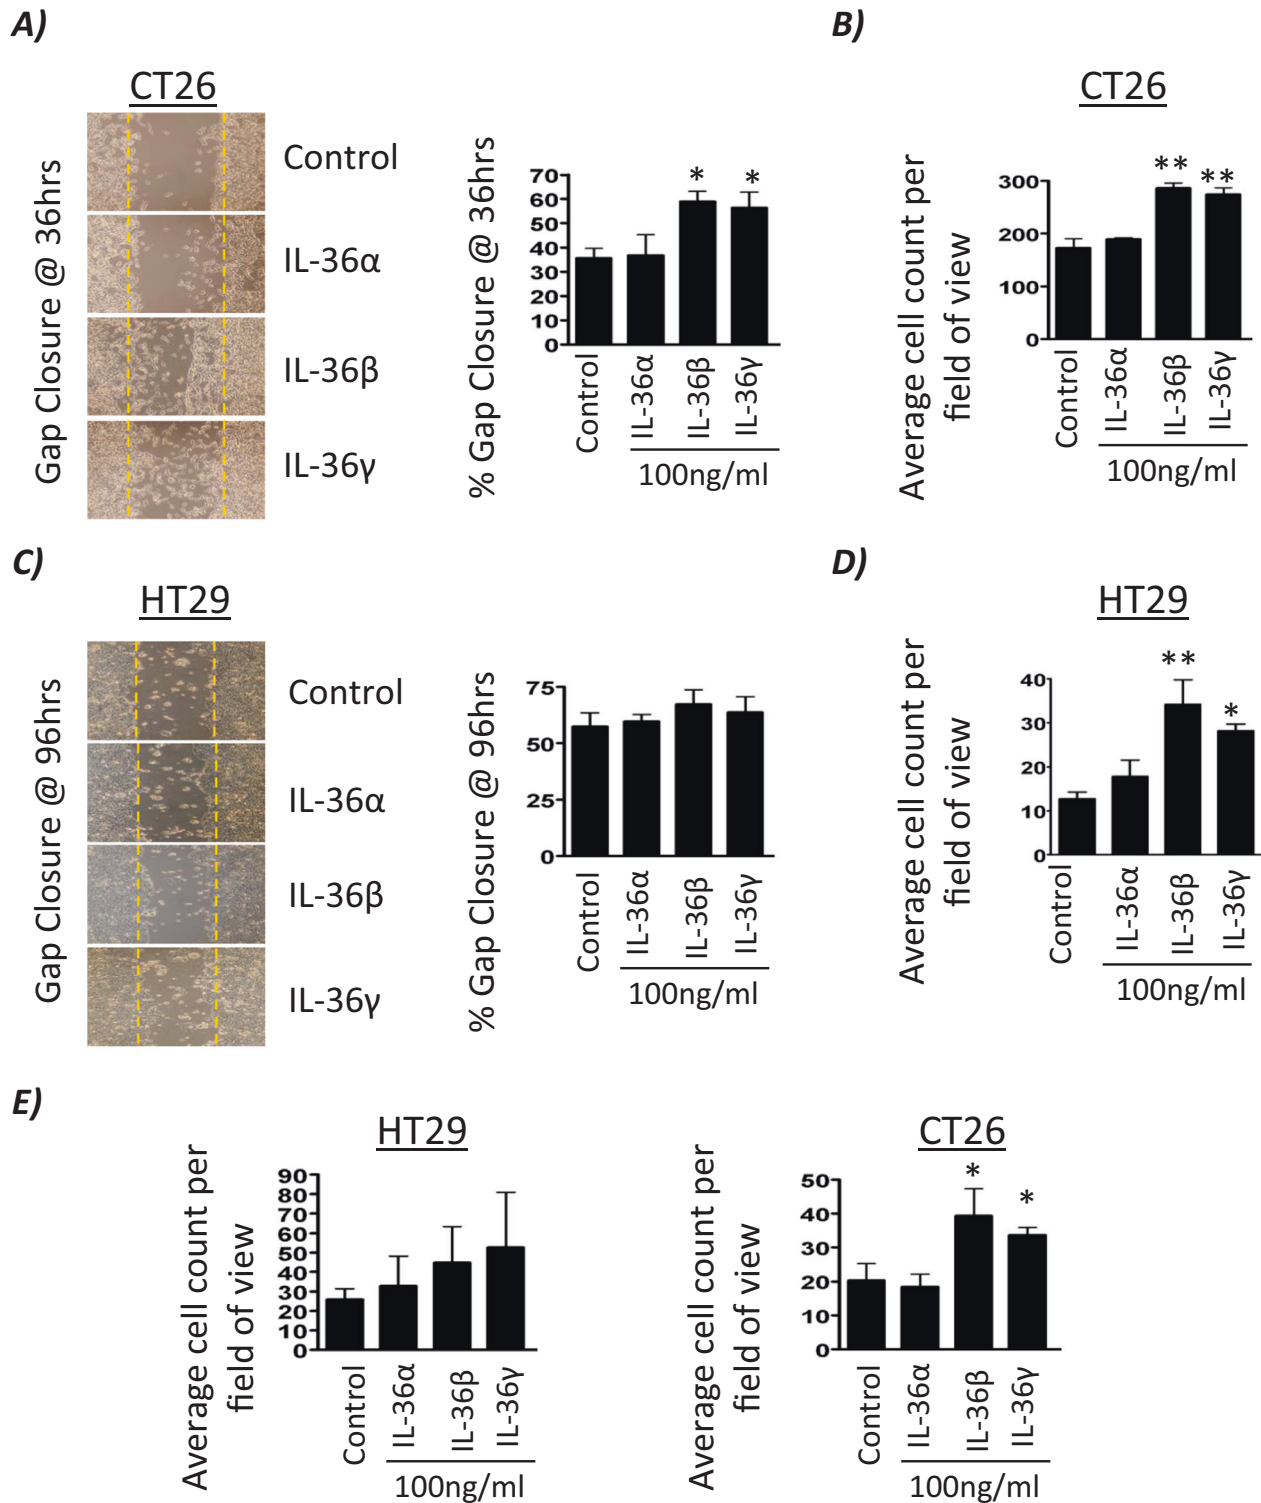 A)
CT26
Gap Closure @ 36hrs
Control
IL-36α
IL-36β
IL-36γ
% Gap Closure @ 36hrs
70
60
50
40
30
20
10
0
*
*
Control
IL-36α
IL-36β
IL-36γ
100ng/ml
B)
CT26
Average cell count per
field of view
300
200
100
0
**
**
Control
IL-36α
IL-36β
IL-36γ
100ng/ml
C)
HT29
Gap Closure @ 96hrs
Control
IL-36α
IL-36β
IL-36γ
% Gap Closure @ 96hrs
75
50
25
0
Control
IL-36α
IL-36β
IL-36γ
100ng/ml
D)
HT29
Average cell count per
field of view
40
30
20
10
0
**
*
Control
IL-36α
IL-36β
IL-36γ
100ng/ml
E)
HT29
Average cell count per
field of view
90
80
70
60
50
40
30
20
10
0
Control
IL-36α
IL-36β
IL-36γ
100ng/ml
CT26
Average cell count per
field of view
50
40
30
20
10
0
*
*
Control
IL-36α
IL-36β
IL-36γ
100ng/ml